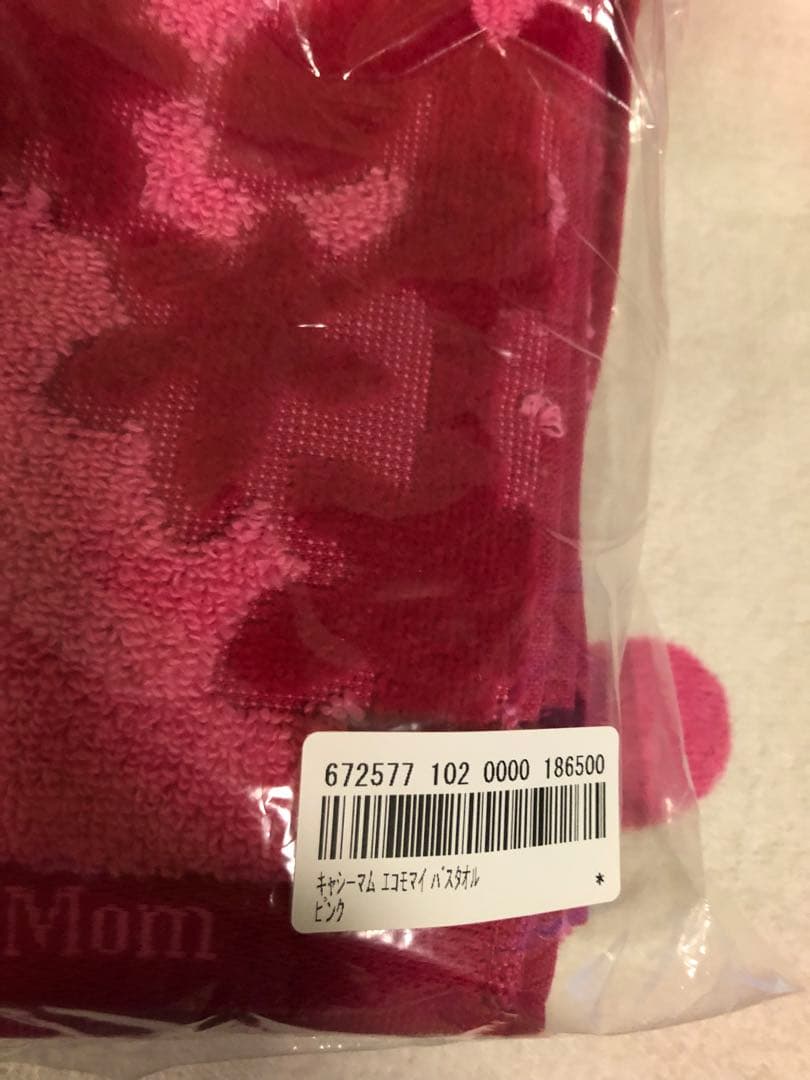 672577 102 0000 186500
ｷｬｼｰﾏﾑ ｴｺﾓﾏｲ ﾊﾞｽﾀｵﾙ *
ﾋﾟﾝｸ
Mom